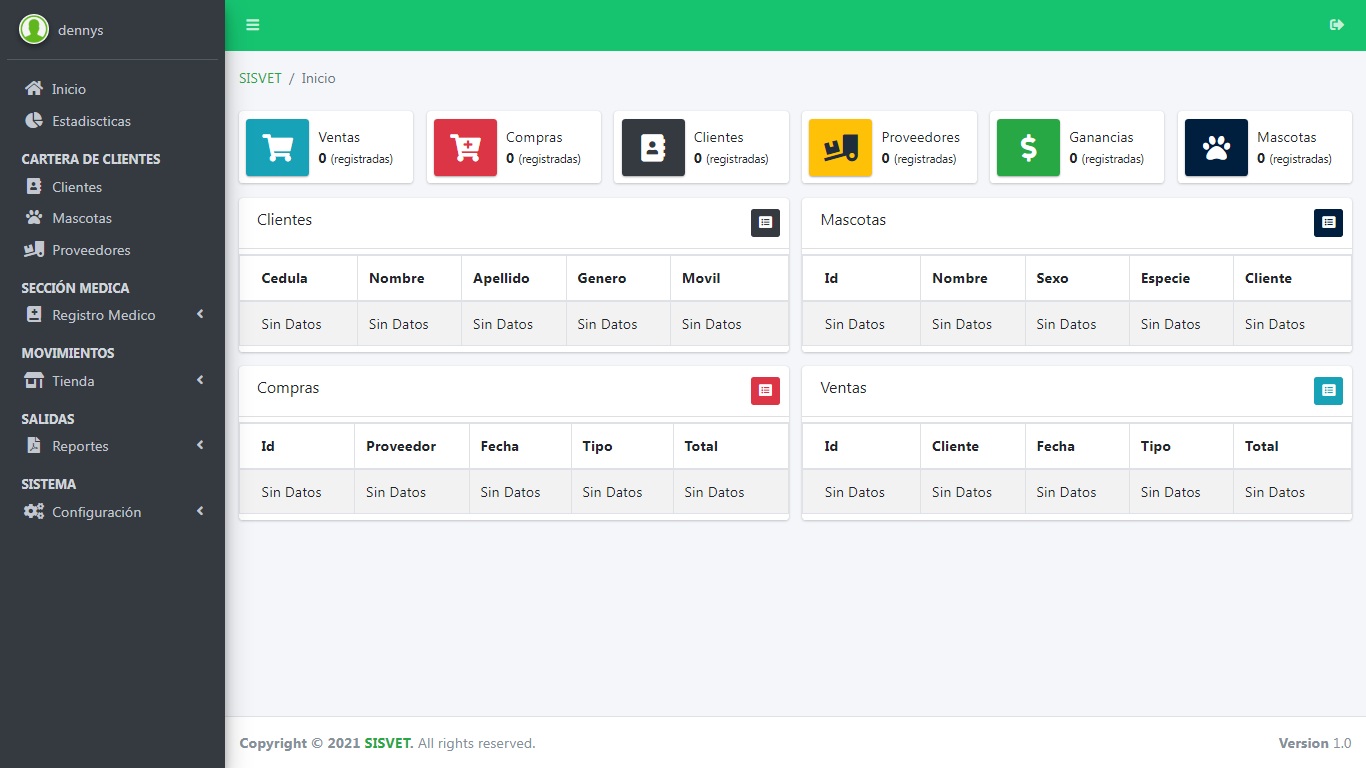 dennys
Inicio
Estadiscticas
CARTERA DE CLIENTES
Clientes
Mascotas
Proveedores
SECCIÓN MEDICA
Registro Medico
MOVIMIENTOS
Tienda
SALIDAS
Reportes
SISTEMA
Configuración
SISVET / Inicio
Ventas
0 (registradas)
Compras
0 (registradas)
Clientes
0 (registradas)
Proveedores
0 (registradas)
Ganancias
0 (registradas)
Mascotas
0 (registradas)
Clientes
Cedula Nombre Apellido Genero Movil
Sin Datos Sin Datos Sin Datos Sin Datos Sin Datos
Mascotas
Id Nombre Sexo Especie Cliente
Sin Datos Sin Datos Sin Datos Sin Datos Sin Datos
Compras
Id Proveedor Fecha Tipo Total
Sin Datos Sin Datos Sin Datos Sin Datos Sin Datos
Ventas
Id Cliente Fecha Tipo Total
Sin Datos Sin Datos Sin Datos Sin Datos Sin Datos
Copyright © 2021 SISVET. All rights reserved.
Version 1.0